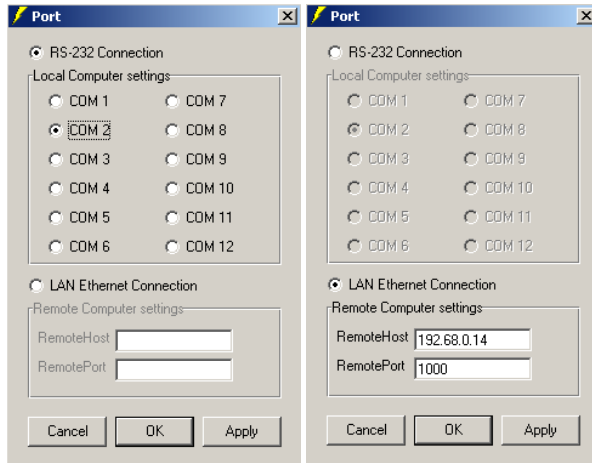 Port
RS-232 Connection
Local Computer settings
COM 1 COM 7
COM 2 COM 8
COM 3 COM 9
COM 4 COM 10
COM 5 COM 11
COM 6 COM 12
LAN Ethernet Connection
Remote Computer settings
RemoteHost
RemotePort
Cancel OK Apply
Port
RS-232 Connection
Local Computer settings
COM 1 COM 7
COM 2 COM 8
COM 3 COM 9
COM 4 COM 10
COM 5 COM 11
COM 6 COM 12
LAN Ethernet Connection
Remote Computer settings
RemoteHost 192.68.0.14
RemotePort 1000
Cancel OK Apply